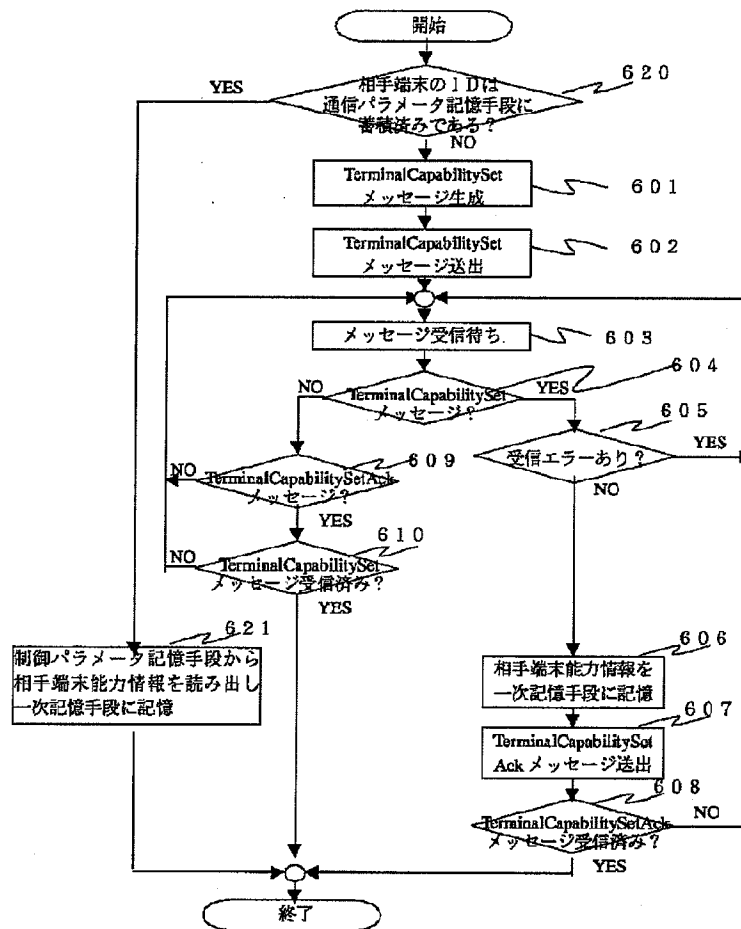 開始
相手端末のIDは
通信パラメータ記憶手段に
蓄積済みである?
620
YES
NO
TerminalCapabilitySet
メッセージ生成
601
TerminalCapabilitySet
メッセージ送出
602
メッセージ受信待ち
603
604
NO
TerminalCapabilitySet
メッセージ?
YES
605
受信エラーあり?
YES
NO
609
NO
TerminalCapabilitySetAck
メッセージ?
YES
610
NO
TerminalCapabilitySet
メッセージ受信済み?
YES
621
制御パラメータ記憶手段から
相手端末能力情報を読み出し
一次記憶手段に記憶
606
相手端末能力情報を
一次記憶手段に記憶
607
TerminalCapabilitySet
Ackメッセージ送出
608
TerminalCapabilitySetAck
メッセージ受信済み?
NO
YES
終了